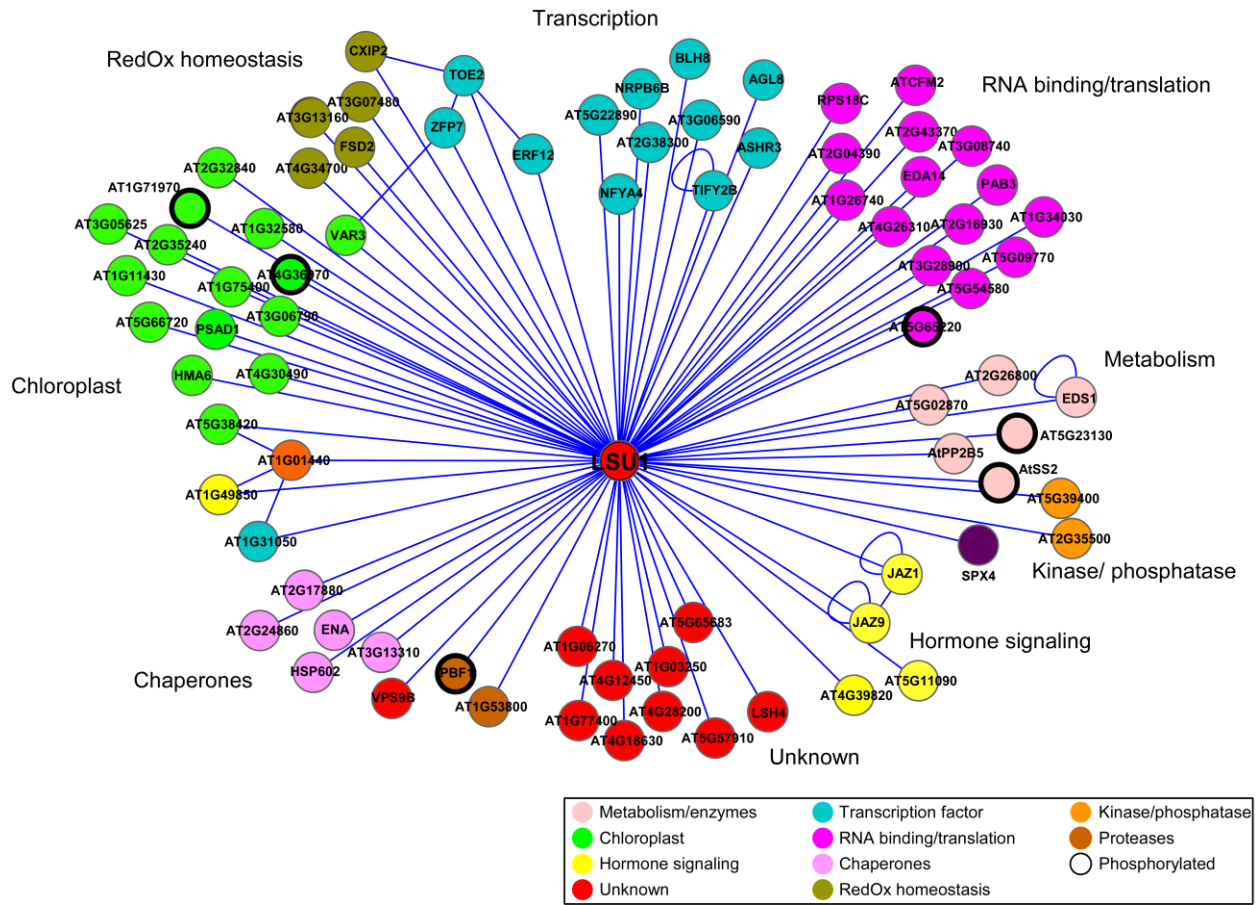 Transcription
CXIP2
RedOx homeostasis
BLH8
TOE2
AGL8
ATCFM2
NRPB6B
RNA binding/translation
AT3G07480
RPS18C
AT5G22890
AT3G13160
AT3G06590
ZFP7
AT2G43370
AT2G38300
FSD2
ASHR3
AT3G08740
ERF12
AT2G04390
AT2G32840
AT4G34700
EDA14
PAB3
AT1G71970
NFYA4
TIFY2B
AT1G26740
AT3G05625
AT1G34030
AT1G32580
AT4G26310
AT2G16930
VAR3
AT2G35240
AT5G09770
AT3G28900
AT1G11430
AT4G36970
AT1G75400
AT5G54580
AT3G06790
AT5G66720
PSAD1
AT5G65220
Metabolism
AT2G26800
HMA6
AT4G30490
Chloroplast
EDS1
AT5G02870
AT5G38420
AT5G23130
AtPP2B5
AT1G01440
LSU1
AtSS2
AT1G49850
AT5G39400
AT1G31050
AT2G35500
SPX4
JAZ1
Kinase/ phosphatase
AT2G17880
JAZ9
AT2G24860
ENA
AT5G65683
Hormone signaling
AT1G06270
AT3G13310
AT1G03250
HSP602
Chaperones
PBF1
AT4G12450
AT5G11090
AT4G39820
VPS9B
AT1G53800
AT4G28200
LSH4
AT1G77400
AT4G18630
AT5G57910
Unknown
Metabolism/enzymes
Transcription factor
Kinase/phosphatase
Chloroplast
RNA binding/translation
Proteases
Hormone signaling
Chaperones
Phosphorylated
Unknown
RedOx homeostasis